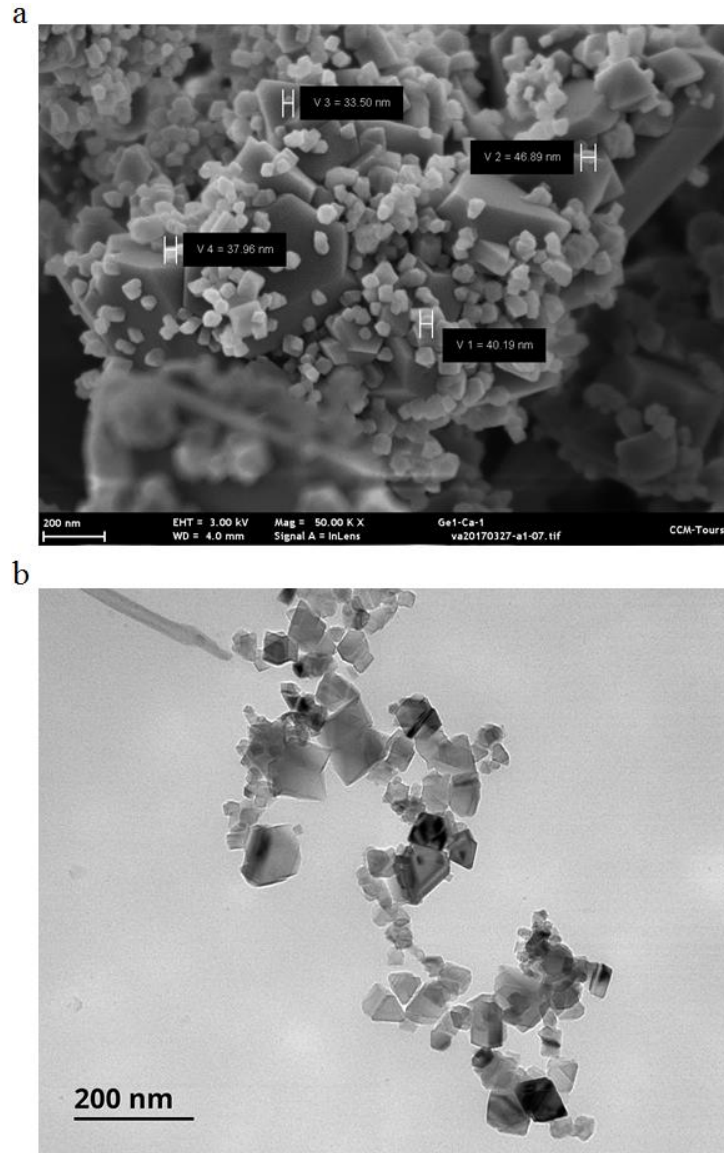 a
V 3 = 33.50 nm
V 2 = 46.89 nm
V 4 = 37.96 nm
V 1 = 40.19 nm
200 nm
EHT = 3.00 kV
Mag = 50.00 K X
Ge1-Ca-1
WD = 4.0 mm
Signal A = InLens
va20170327-a1-07.tif
CCM-Tours
b
200 nm